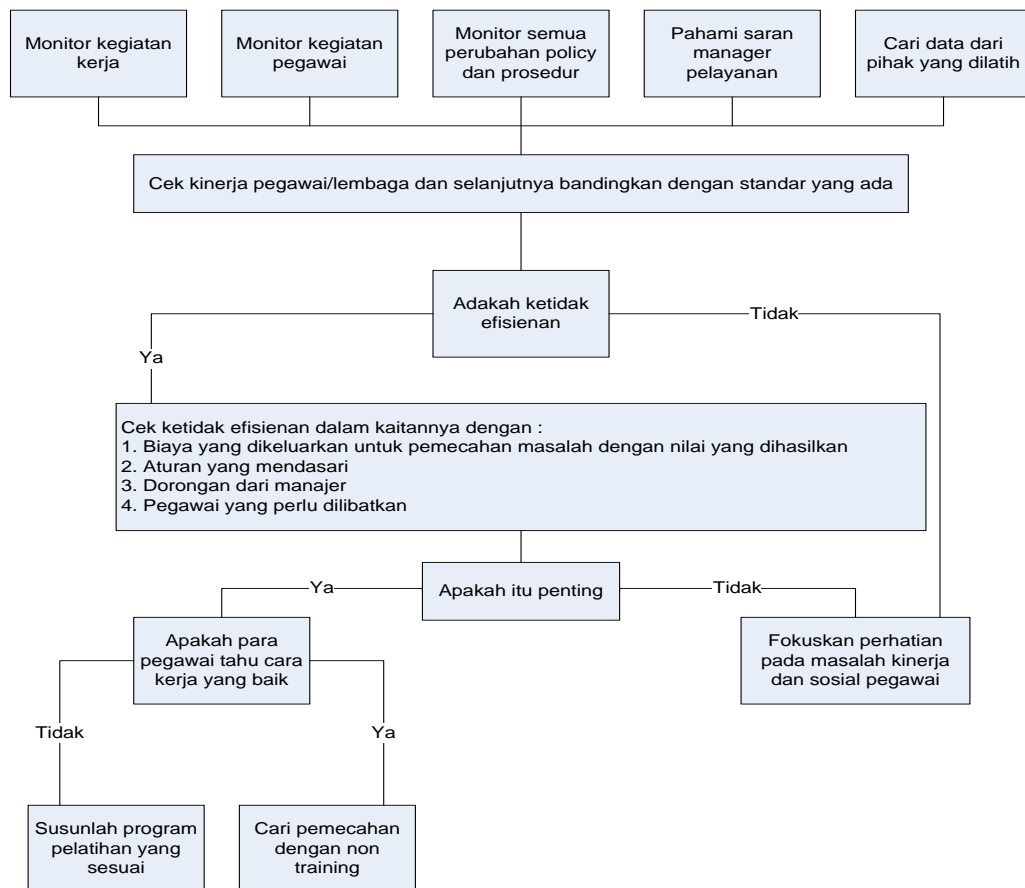 Monitor kegiatan
kerja
Monitor kegiatan
pegawai
Monitor semua
perubahan policy
dan prosedur
Pahami saran
manager
pelayanan
Cari data dari
pihak yang dilatih
Cek kinerja pegawai/lembaga dan selanjutnya bandingkan dengan standar yang ada
Adakah ketidak
efisienan
Ya
Tidak
Cek ketidak efisienan dalam kaitannya dengan :
1. Biaya yang dikeluarkan untuk pemecahan masalah dengan nilai yang dihasilkan
2. Aturan yang mendasari
3. Dorongan dari manajer
4. Pegawai yang perlu dilibatkan
Apakah itu penting
Ya
Tidak
Apakah para
pegawai tahu cara
kerja yang baik
Fokuskan perhatian
pada masalah kinerja
dan sosial pegawai
Tidak
Ya
Susunlah program
pelatihan yang
sesuai
Cari pemecahan
dengan non
training